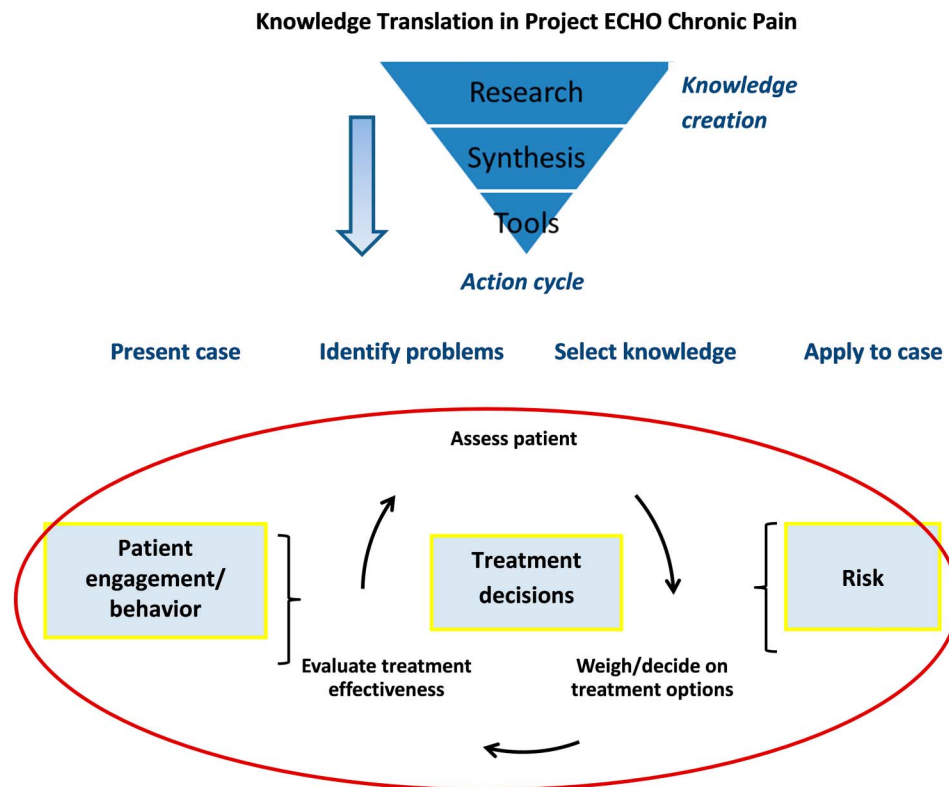 Knowledge Translation in Project ECHO Chronic Pain
Research
Synthesis
Tools
Knowledge
creation
Action cycle
Present case
Identify problems
Select knowledge
Apply to case
Assess patient
Patient
engagement/
behavior
Treatment
decisions
Risk
Evaluate treatment
effectiveness
Weigh/decide on
treatment options